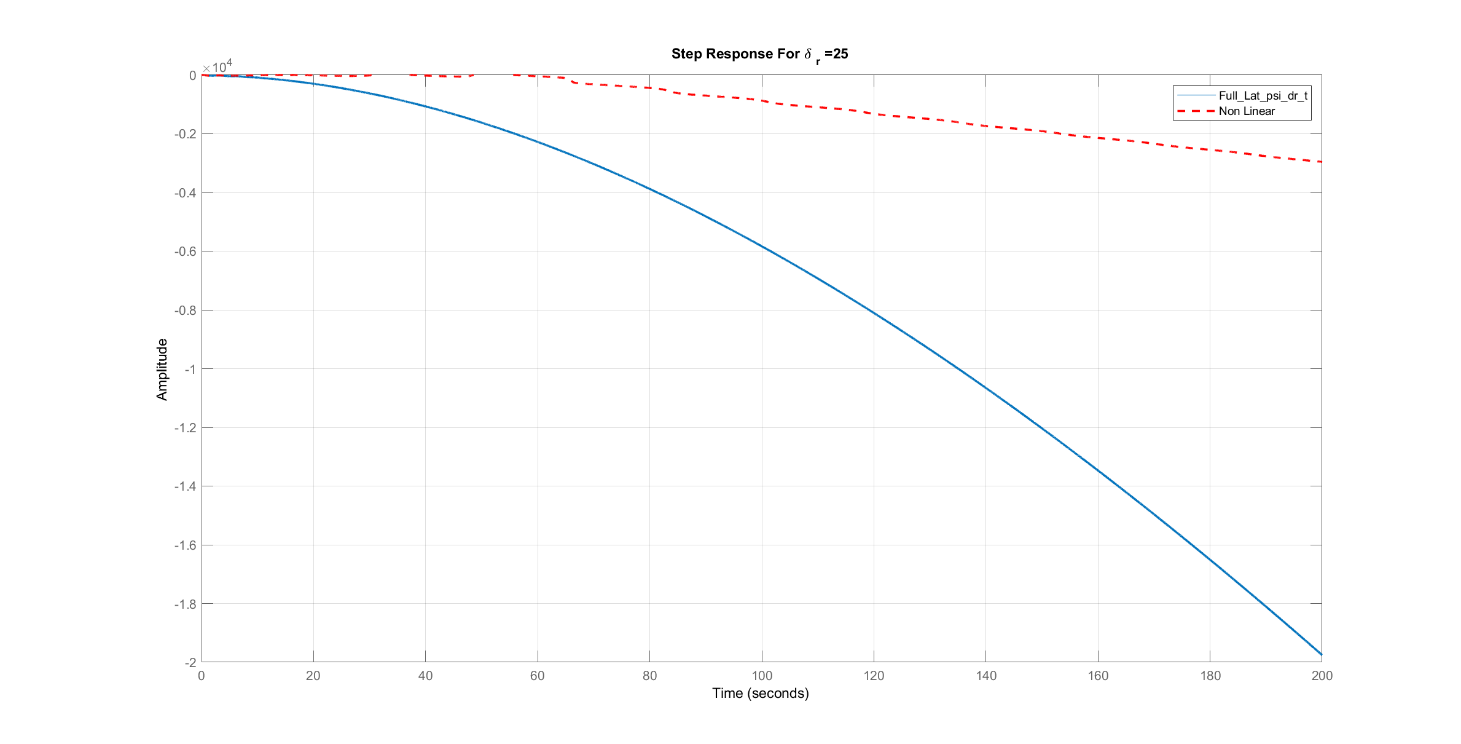 Step Response For δ r =25
×10^4
0
-0.2
-0.4
-0.6
-0.8
-1
-1.2
-1.4
-1.6
-1.8
-2
Amplitude
Full_Lat_psi_dr_t
Non Linear
0 20 40 60 80 100 120 140 160 180 200
Time (seconds)